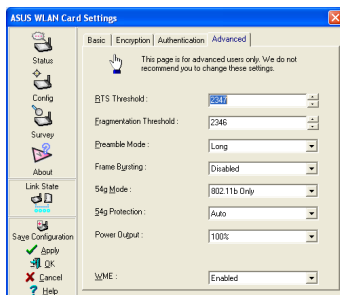 ASUS WLAN Card Settings
Status
Config
Survey
About
Link State
Save Configuration
Apply
OK
Cancel
Help
Basic Encryption Authentication Advanced
This page is for advanced users only. We do not
recommend you to change these settings.
RTS Threshold : 2347
Fragmentation Threshold : 2346
Preamble Mode : Long
Frame Bursting : Disabled
54g Mode : 802.11b Only
54g Protection : Auto
Power Output : 100%
WME : Enabled